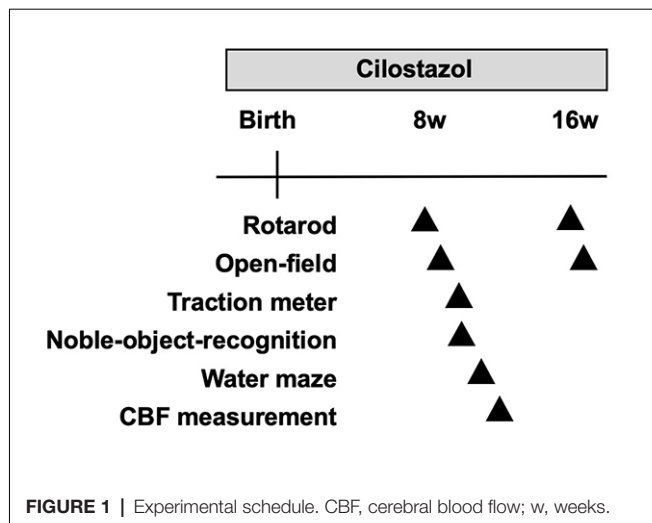 Cilostazol
Birth 8w 16w
Rotarod
Open-field
Traction meter
Noble-object-recognition
Water maze
CBF measurement
FIGURE 1 | Experimental schedule. CBF, cerebral blood flow; w, weeks.